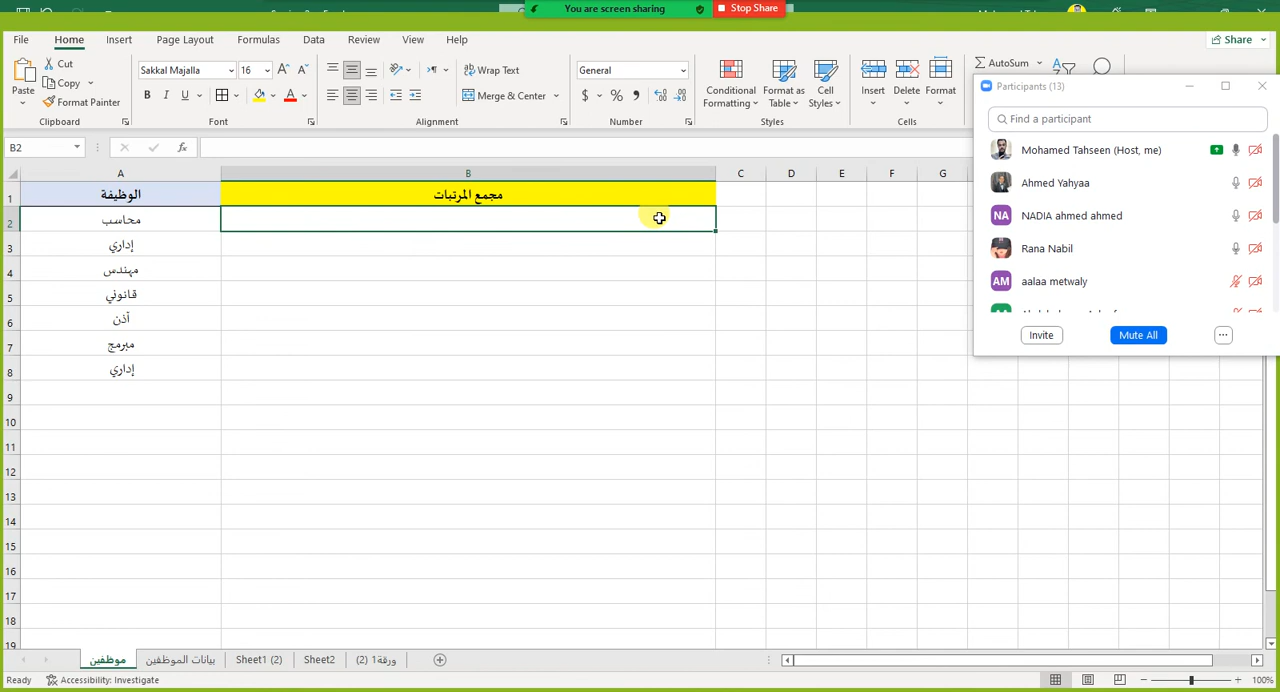 You are screen sharing
Stop Share
File Home Insert Page Layout Formulas Data Review View Help
Share
Paste
Cut
Copy
Format Painter
Clipboard
Sakkal Majalla 16
B I U
Font
Wrap Text
Merge & Center
Alignment
General
$ % 9
Number
Conditional Formatting
Format as Table
Cell Styles
Styles
Insert
Delete
Format
Cells
AutoSum
B2
fx
A B C D E F G
1 الوظيفة مجمع المرتبات
2 محاسب
3 إداري
4 مهندس
5 قانوني
6 أذن
7 مبرمج
8 إداري
9
10
11
12
13
14
15
16
17
18
19
Participants (13)
Find a participant
Mohamed Tahseen (Host, me)
Ahmed Yahyaa
NA NADIA ahmed ahmed
Rana Nabil
AM aalaa metwaly
Invite
Mute All
...
موظفين
بيانات الموظفين
Sheet1 (2)
Sheet2
ورقة1 (2)
Ready
Accessibility: Investigate
100%